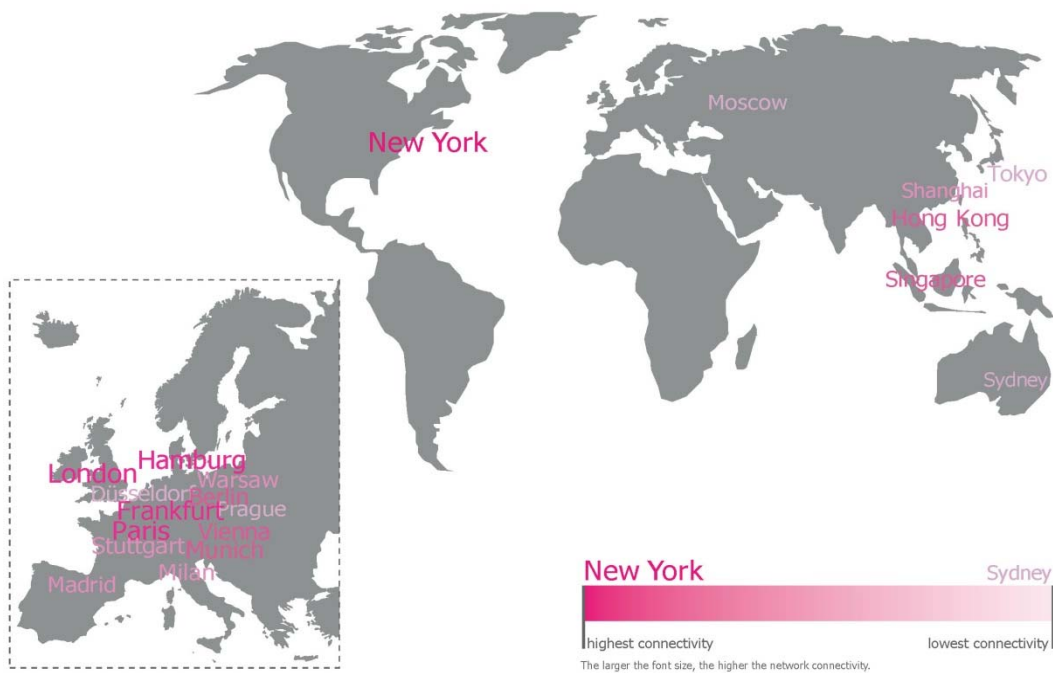 Moscow
New York
Tokyo
Shanghai
Hong Kong
Singapore
Sydney
Hamburg
London
Warsaw
Düsseldorf
Berlin
Frankfurt
Prague
Paris
Vienna
Stuttgart
Munich
Milan
Madrid
New York
Sydney
highest connectivity
lowest connectivity
The larger the font size, the higher the network connectivity.